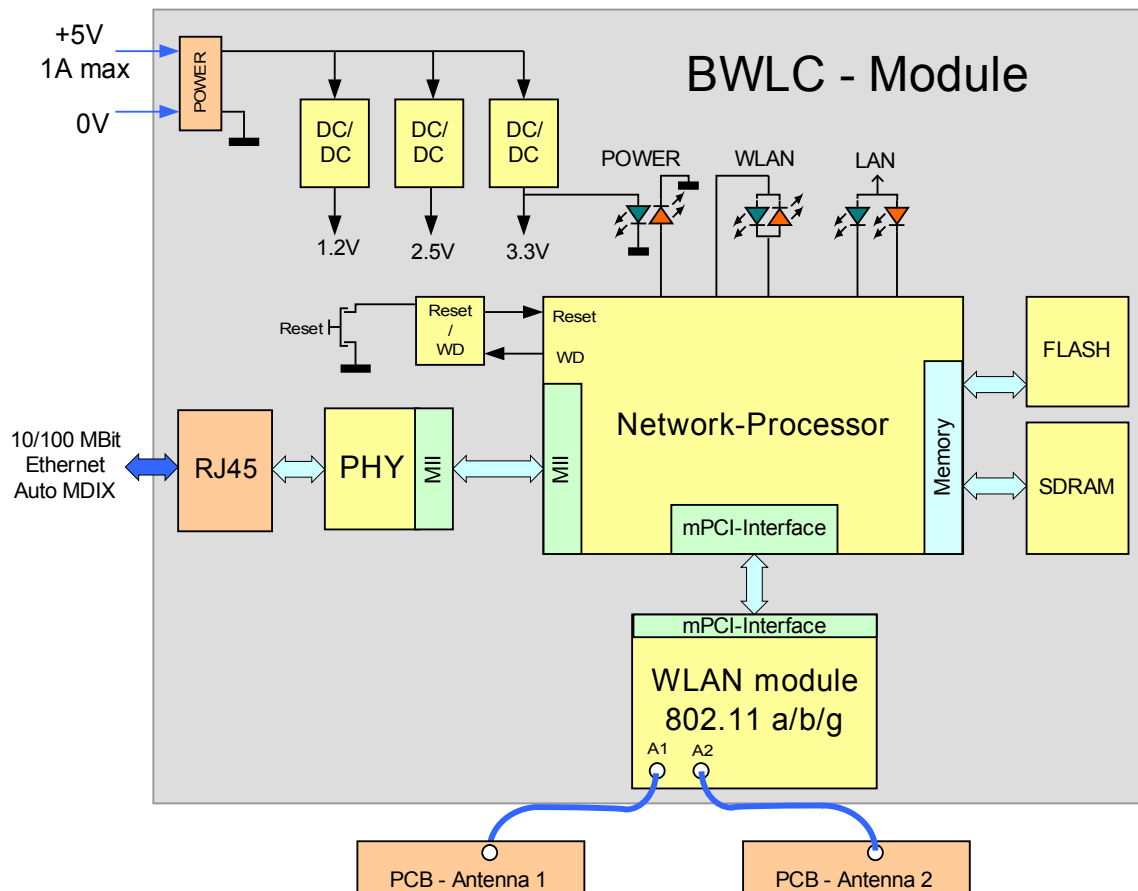 +5V
1A max
0V
POWER
BWLC - Module
DC/
DC
DC/
DC
DC/
DC
1.2V
2.5V
3.3V
POWER
WLAN
LAN
Reset
Reset
/
WD
Reset
WD
Network-Processor
MII
Memory
mPCI-Interface
FLASH
SDRAM
10/100 MBit
Ethernet
Auto MDIX
RJ45
PHY
MII
mPCI-Interface
WLAN module
802.11 a/b/g
A1
A2
PCB - Antenna 1
PCB - Antenna 2